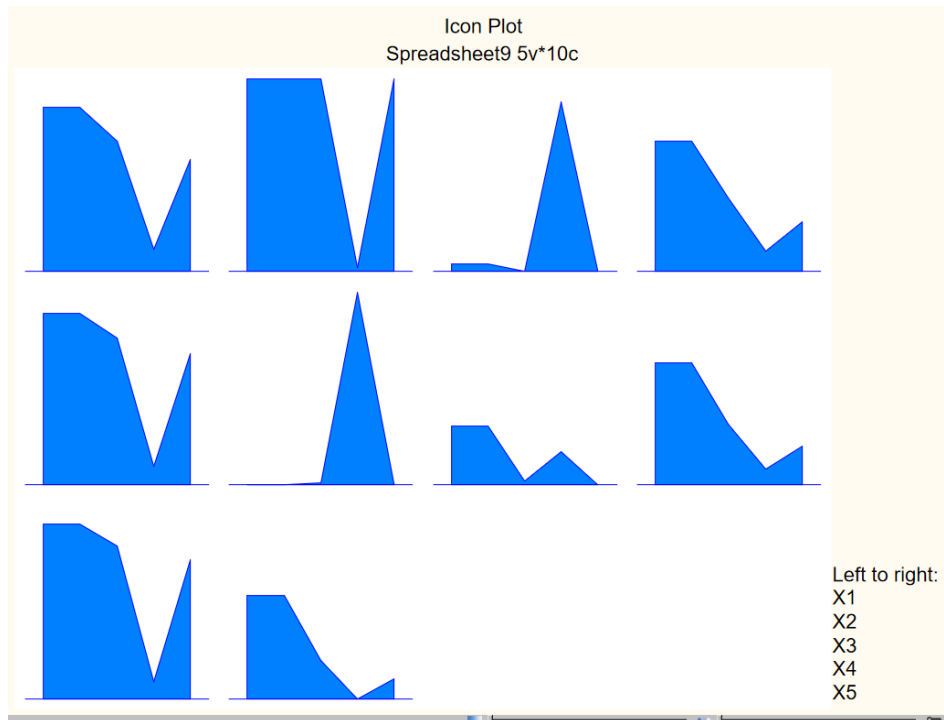 Icon Plot
Spreadsheet9 5v*10c
Left to right:
X1
X2
X3
X4
X5